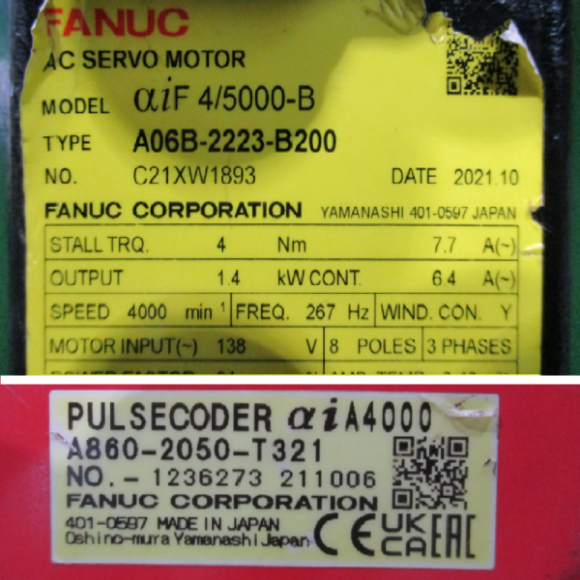 FANUC
AC SERVO MOTOR
MODEL αiF 4/5000-B
TYPE A06B-2223-B200
NO. C21XW1893 DATE 2021.10
FANUC CORPORATION YAMANASHI 401-0597 JAPAN
STALL TRQ. 4 Nm 7.7 A(~)
OUTPUT 1.4 kW CONT. 6.4 A(~)
SPEED 4000 min⁻¹ FREQ. 267 Hz WIND. CON. Y
MOTOR INPUT(~) 138 V 8 POLES 3 PHASES
PULSECODER αiA4000
A860-2050-T321
NO.-1236273 211006
FANUC CORPORATION
401-0597 MADE IN JAPAN
Oshino-mura Yamanashi Japan
CE UKCA EAC